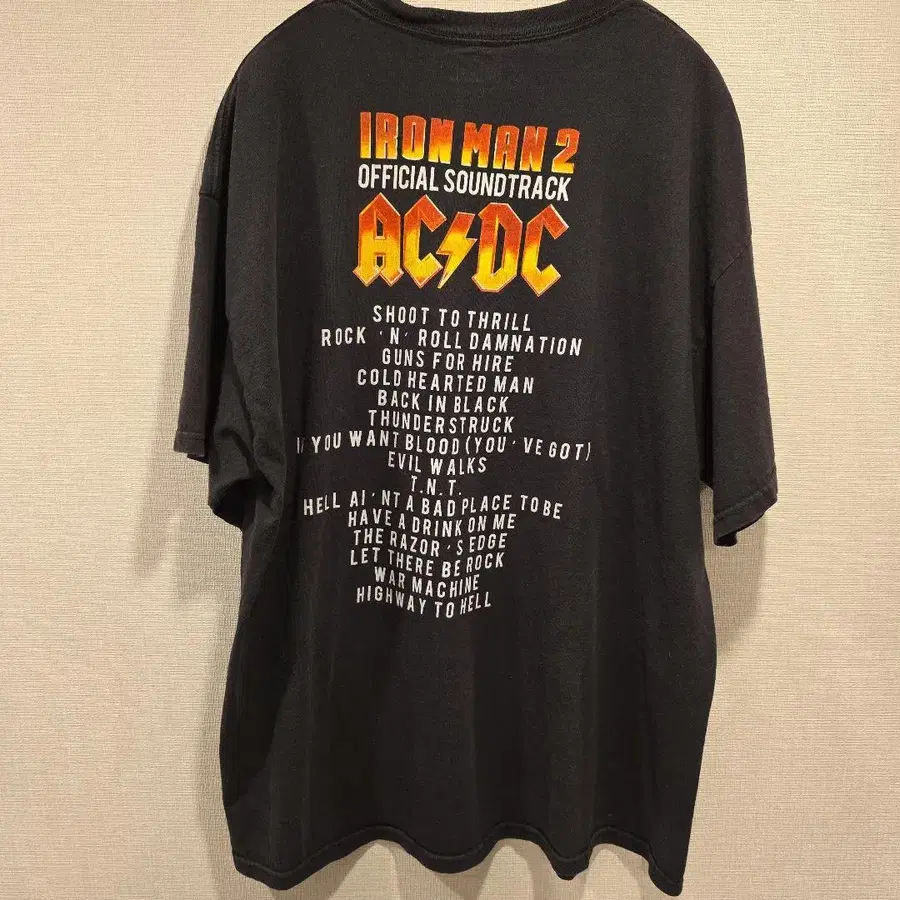 IRON MAN 2
OFFICIAL SOUNDTRACK
AC⚡DC
SHOOT TO THRILL
ROCK 'N' ROLL DAMNATION
GUNS FOR HIRE
COLD HEARTED MAN
BACK IN BLACK
THUNDERSTRUCK
IF YOU WANT BLOOD (YOU'VE GOT)
EVIL WALKS
T.N.T.
HELL AI'NT A BAD PLACE TO BE
HAVE A DRINK ON ME
THE RAZOR'S EDGE
LET THERE BE ROCK
WAR MACHINE
HIGHWAY TO HELL